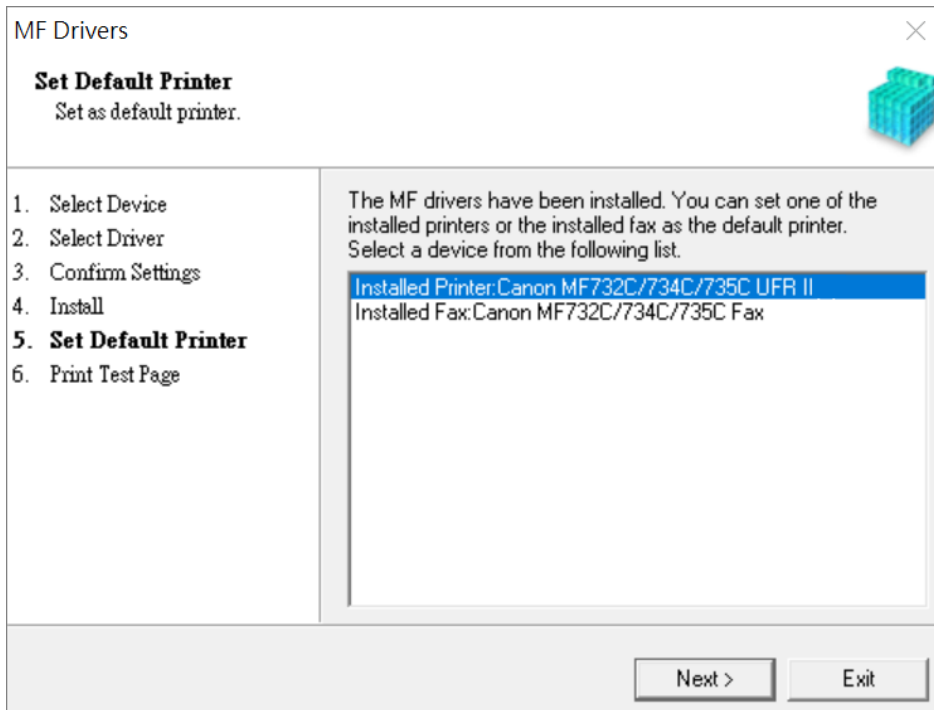 MF Drivers
Set Default Printer
Set as default printer.
1. Select Device
2. Select Driver
3. Confirm Settings
4. Install
5. Set Default Printer
6. Print Test Page
The MF drivers have been installed. You can set one of the
installed printers or the installed fax as the default printer.
Select a device from the following list.
Installed Printer:Canon MF732C/734C/735C UFR II
Installed Fax:Canon MF732C/734C/735C Fax
Next >
Exit